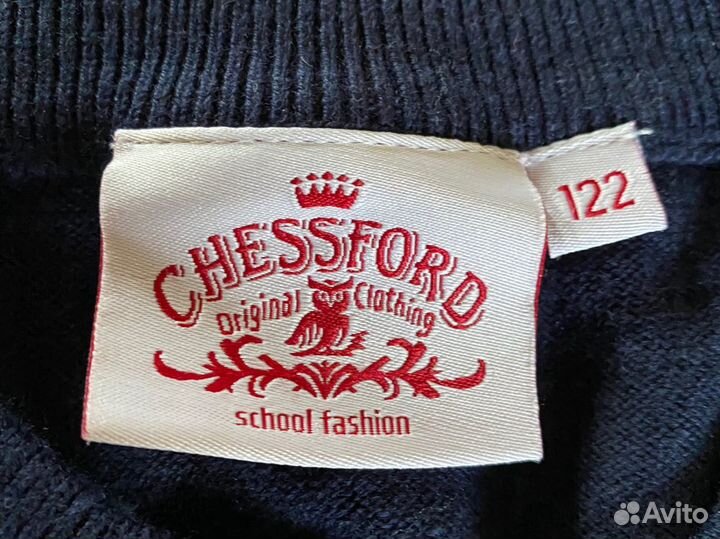 CHESSFORD
Original Clothing
school fashion
122
Avito